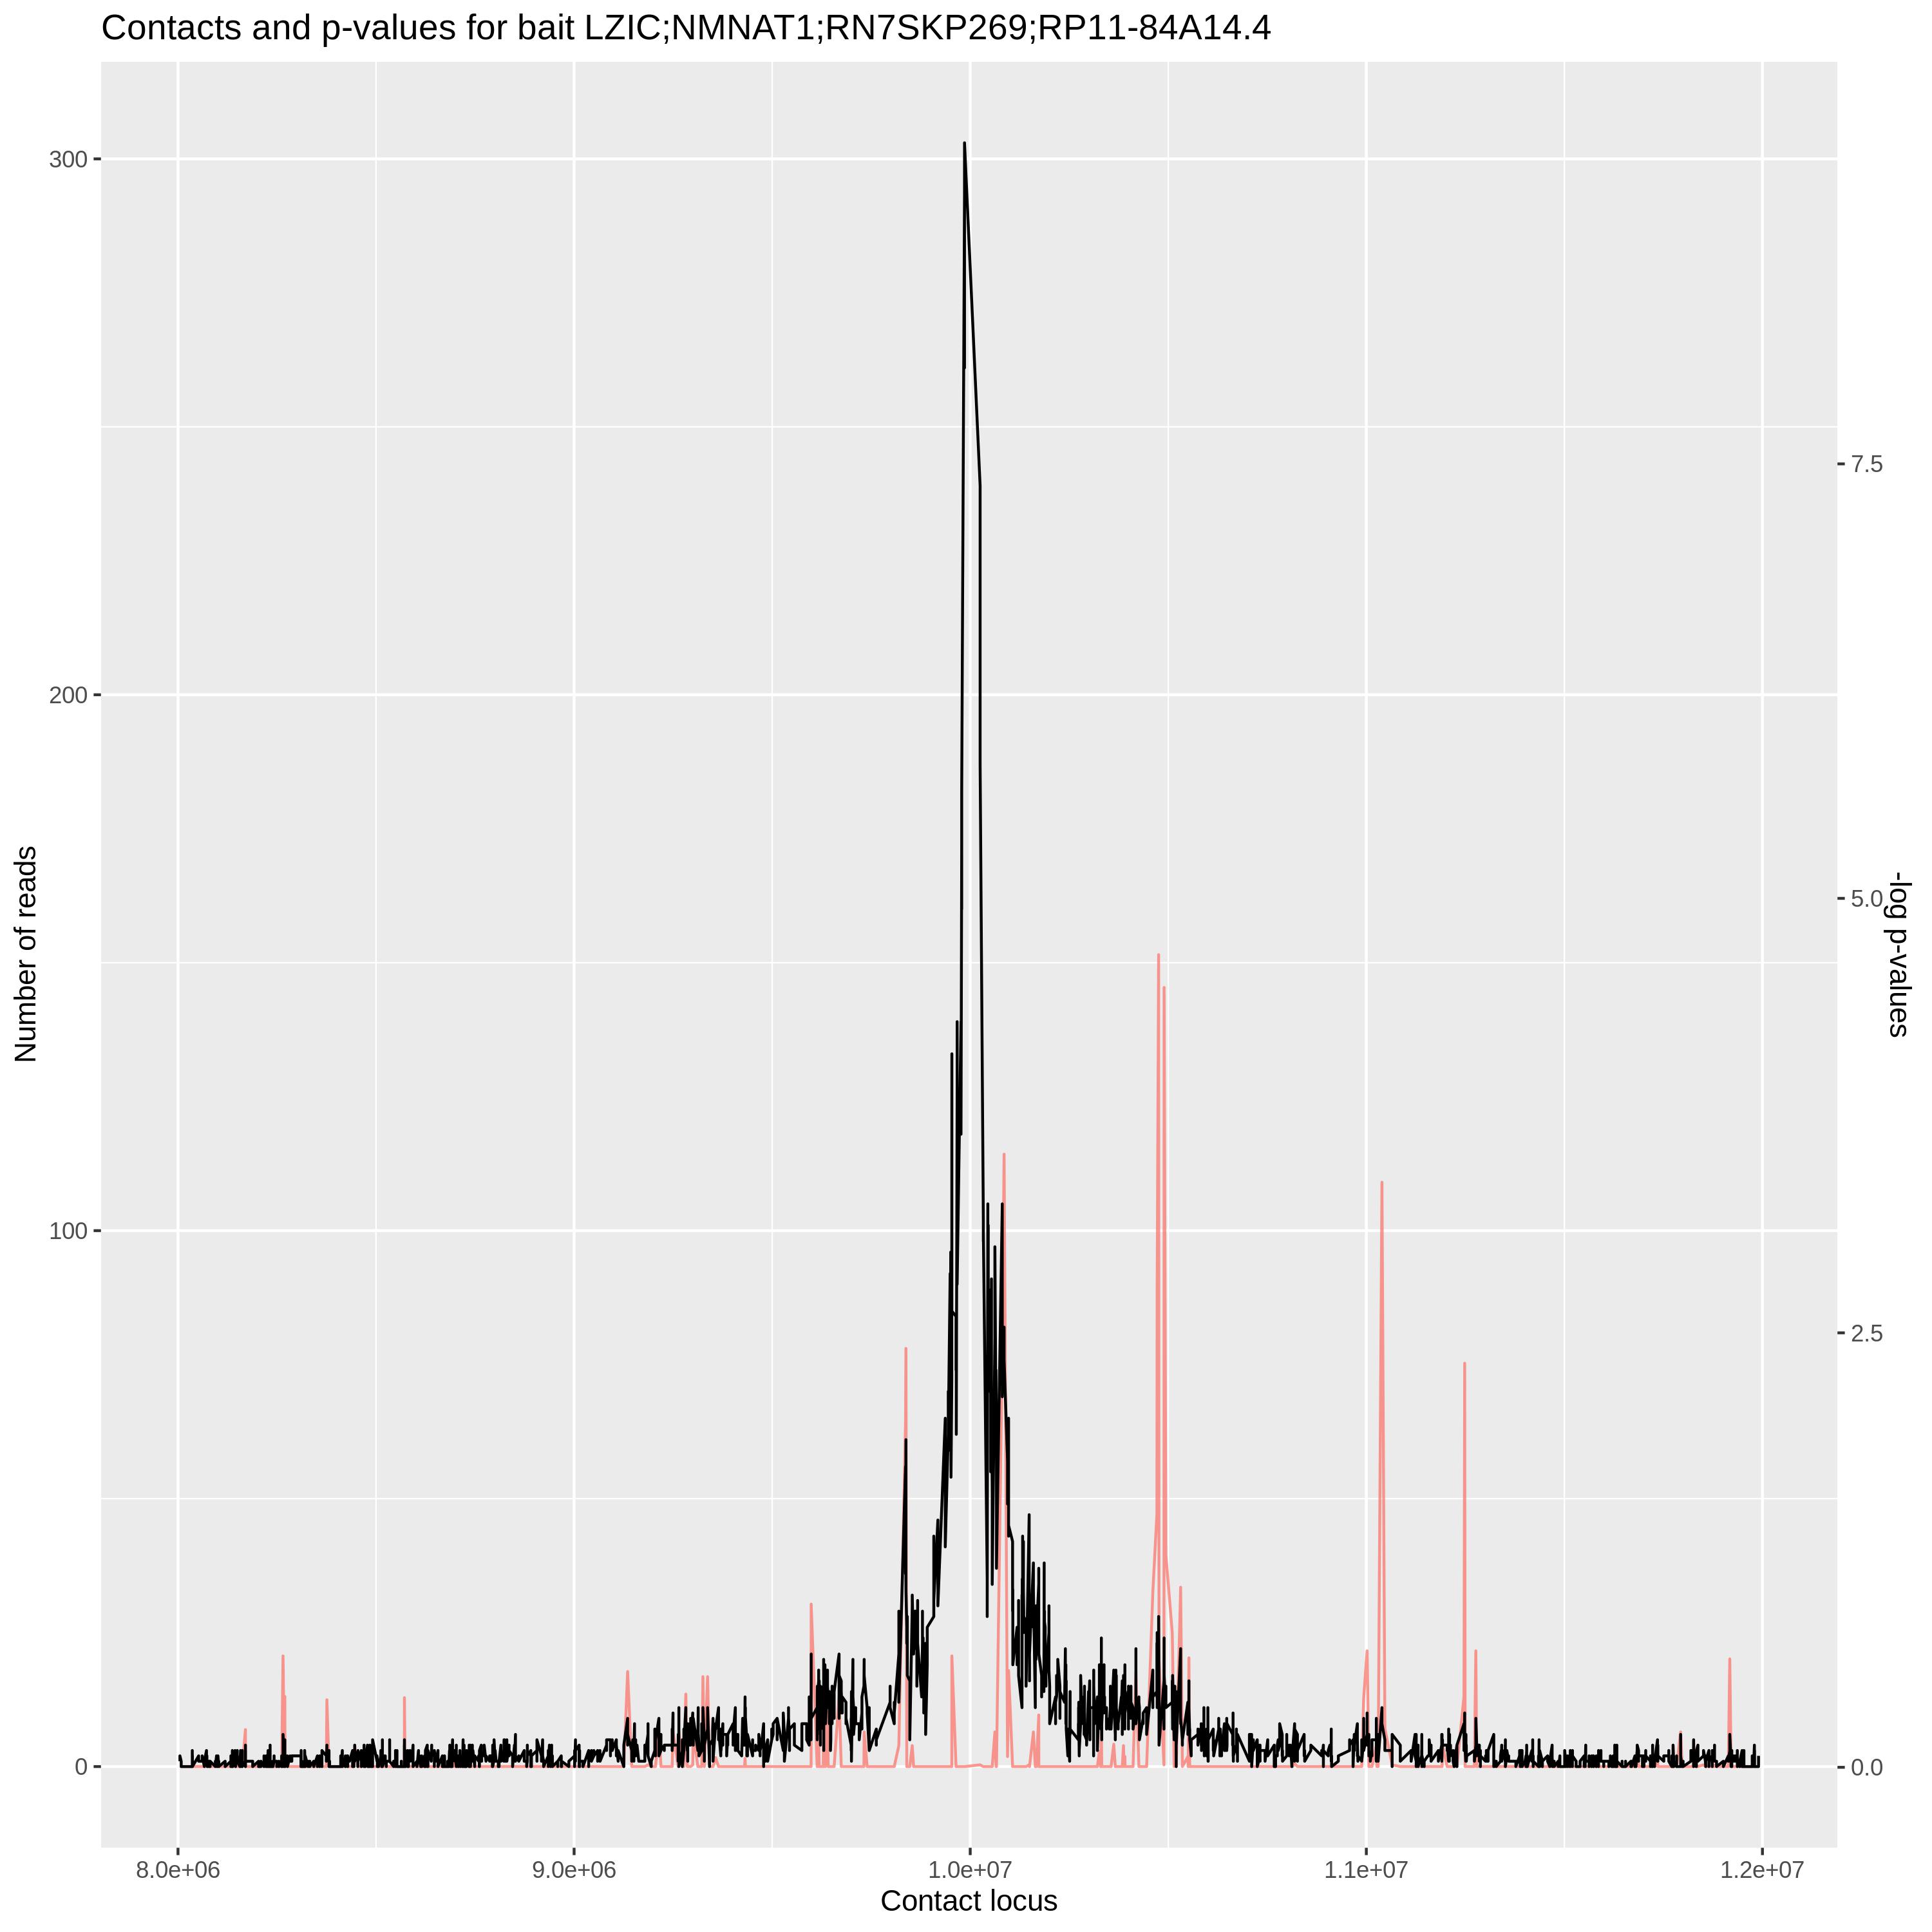 Contacts and p-values for bait LZIC;NMNAT1;RN7SKP269;RP11-84A14.4
300
200
100
0
Number of reads
7.5
5.0
2.5
0.0
-log p-values
8.0e+06 9.0e+06 1.0e+07 1.1e+07 1.2e+07
Contact locus